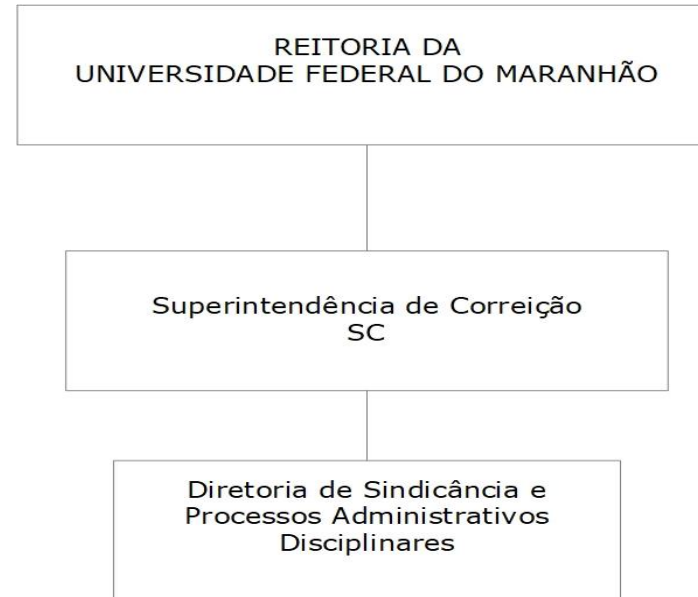 REITORIA DA
UNIVERSIDADE FEDERAL DO MARANHÃO
Superintendência de Correição
SC
Diretoria de Sindicância e
Processos Administrativos
Disciplinares